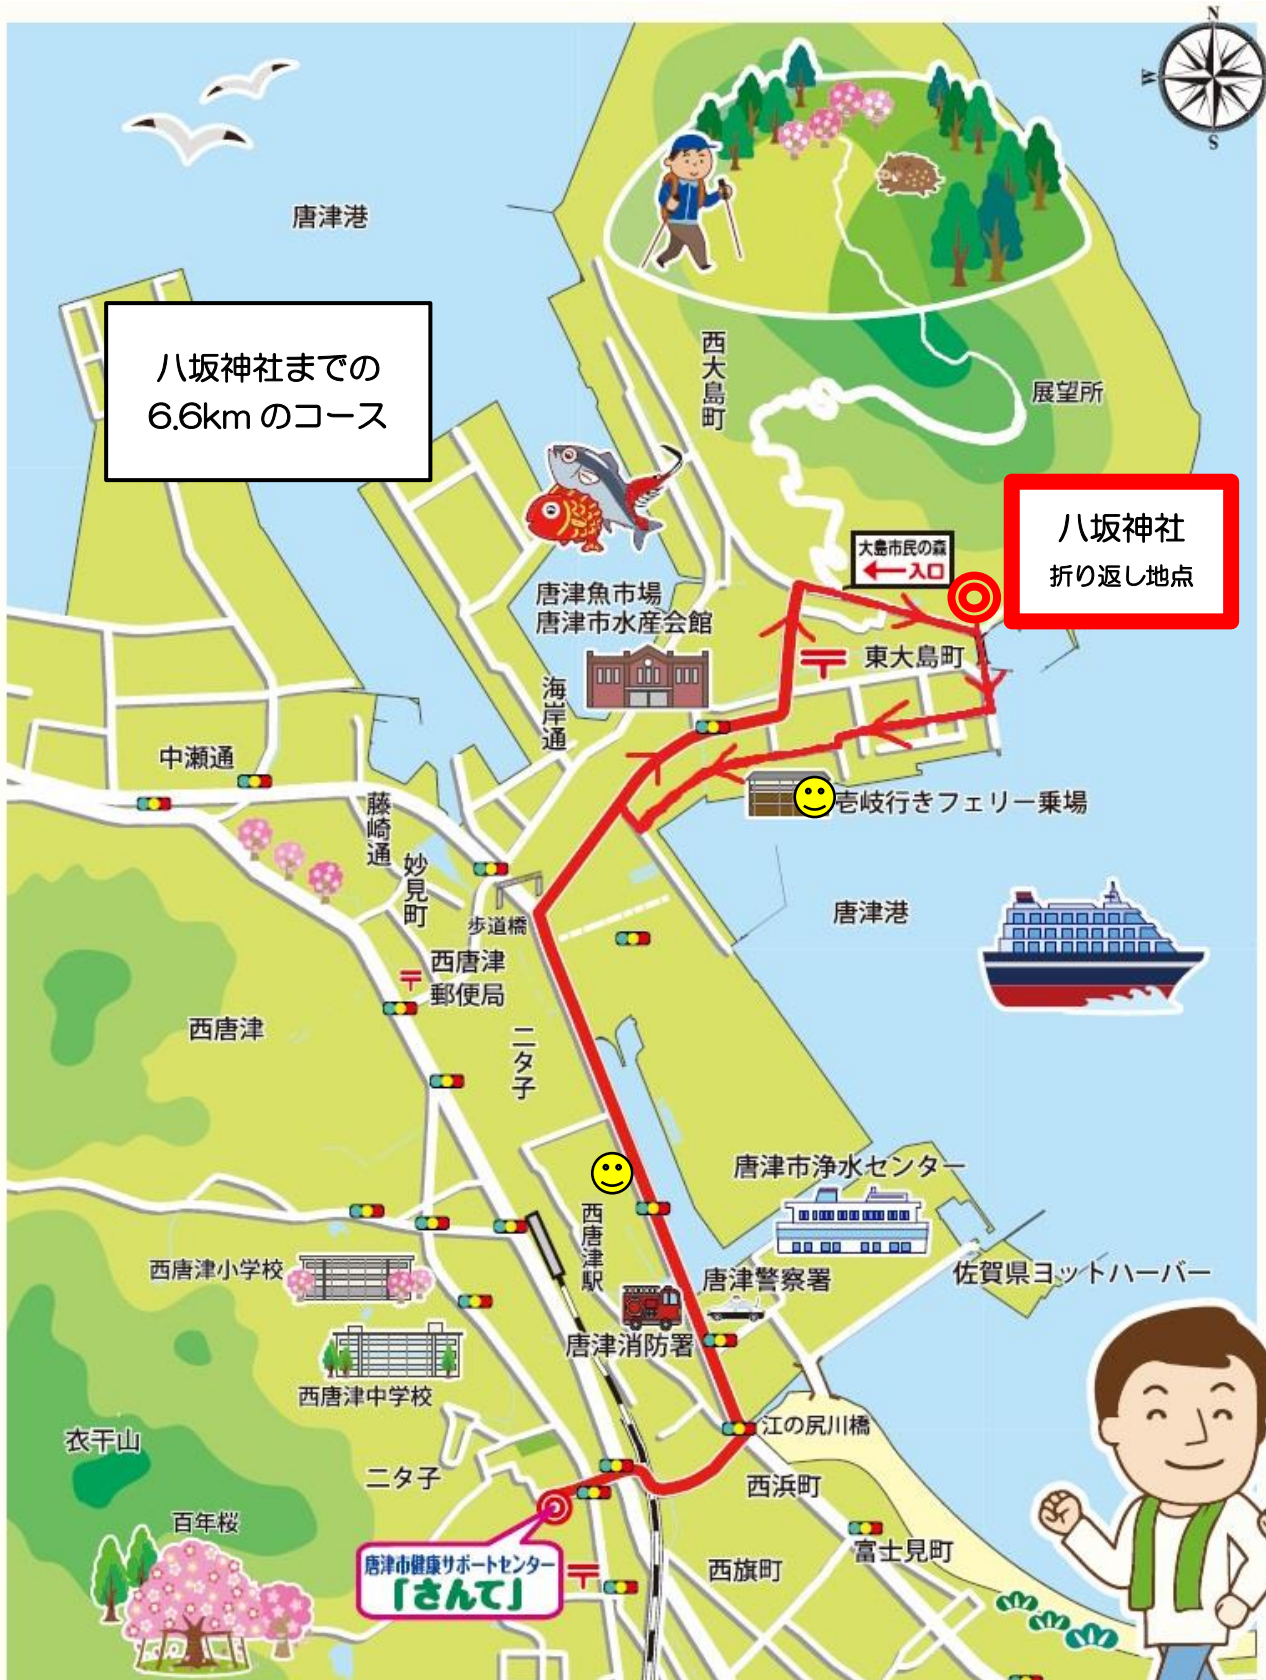 N
W
S
唐津港
八坂神社までの
6.6kmのコース
西大島町
展望所
八坂神社
折り返し地点
大島市民の森
←入口
唐津魚市場
唐津市水産会館
東大島町
海岸通
中瀬通
藤崎通
壱岐行きフェリー乗場
妙見町
歩道橋
唐津港
西唐津
郵便局
西唐津
二タ子
唐津市浄水センター
西唐津駅
西唐津小学校
唐津警察署
佐賀県ヨットハーバー
唐津消防署
西唐津中学校
江の尻川橋
衣干山
二タ子
西浜町
百年桜
富士見町
唐津市健康サポートセンター
「さんて」
西旗町